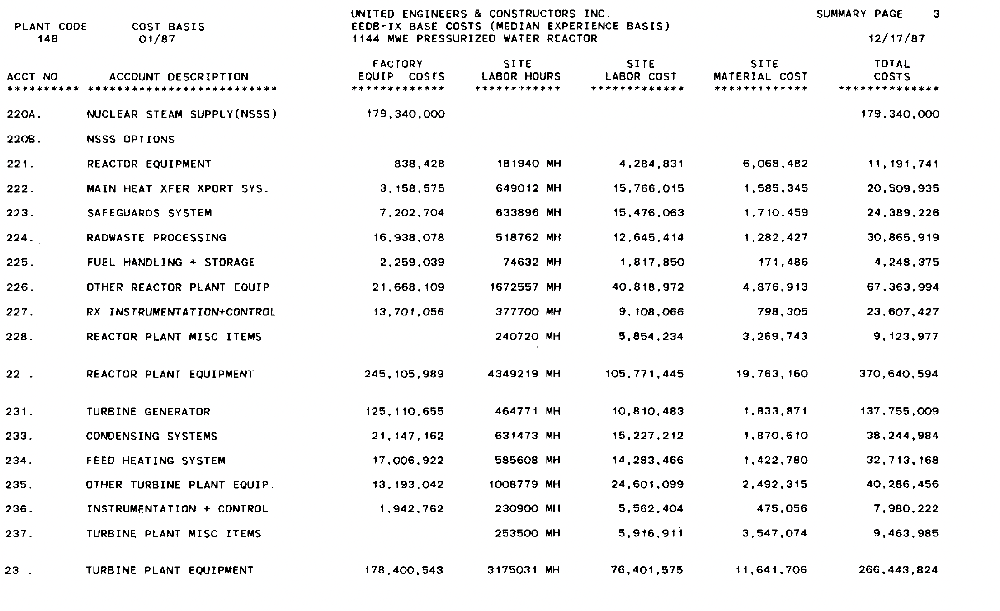 UNITED ENGINEERS & CONSTRUCTORS INC. SUMMARY PAGE 3
PLANT CODE COST BASIS EEDB-IX BASE COSTS (MEDIAN EXPERIENCE BASIS)
148 01/87 1144 MWE PRESSURIZED WATER REACTOR 12/17/87
FACTORY SITE SITE SITE TOTAL
ACCT NO ACCOUNT DESCRIPTION EQUIP COSTS LABOR HOURS LABOR COST MATERIAL COST COSTS
********** ************************** ************* ************ ************* ************* **************
220A. NUCLEAR STEAM SUPPLY(NSSS) 179,340,000 179,340,000
220B. NSSS OPTIONS
221. REACTOR EQUIPMENT 838,428 181940 MH 4,284,831 6,068,482 11,191,741
222. MAIN HEAT XFER XPORT SYS. 3,158,575 649012 MH 15,766,015 1,585,345 20,509,935
223. SAFEGUARDS SYSTEM 7,202,704 633896 MH 15,476,063 1,710,459 24,389,226
224. RADWASTE PROCESSING 16,938,078 518762 MH 12,645,414 1,282,427 30,865,919
225. FUEL HANDLING + STORAGE 2,259,039 74632 MH 1,817,850 171,486 4,248,375
226. OTHER REACTOR PLANT EQUIP 21,668,109 1672557 MH 40,818,972 4,876,913 67,363,994
227. RX INSTRUMENTATION+CONTROL 13,701,056 377700 MH 9,108,066 798,305 23,607,427
228. REACTOR PLANT MISC ITEMS 240720 MH 5,854,234 3,269,743 9,123,977
22 . REACTOR PLANT EQUIPMENT 245,105,989 4349219 MH 105,771,445 19,763,160 370,640,594
231. TURBINE GENERATOR 125,110,655 464771 MH 10,810,483 1,833,871 137,755,009
233. CONDENSING SYSTEMS 21,147,162 631473 MH 15,227,212 1,870,610 38,244,984
234. FEED HEATING SYSTEM 17,006,922 585608 MH 14,283,466 1,422,780 32,713,168
235. OTHER TURBINE PLANT EQUIP. 13,193,042 1008779 MH 24,601,099 2,492,315 40,286,456
236. INSTRUMENTATION + CONTROL 1,942,762 230900 MH 5,562,404 475,056 7,980,222
237. TURBINE PLANT MISC ITEMS 253500 MH 5,916,911 3,547,074 9,463,985
23 . TURBINE PLANT EQUIPMENT 178,400,543 3175031 MH 76,401,575 11,641,706 266,443,824